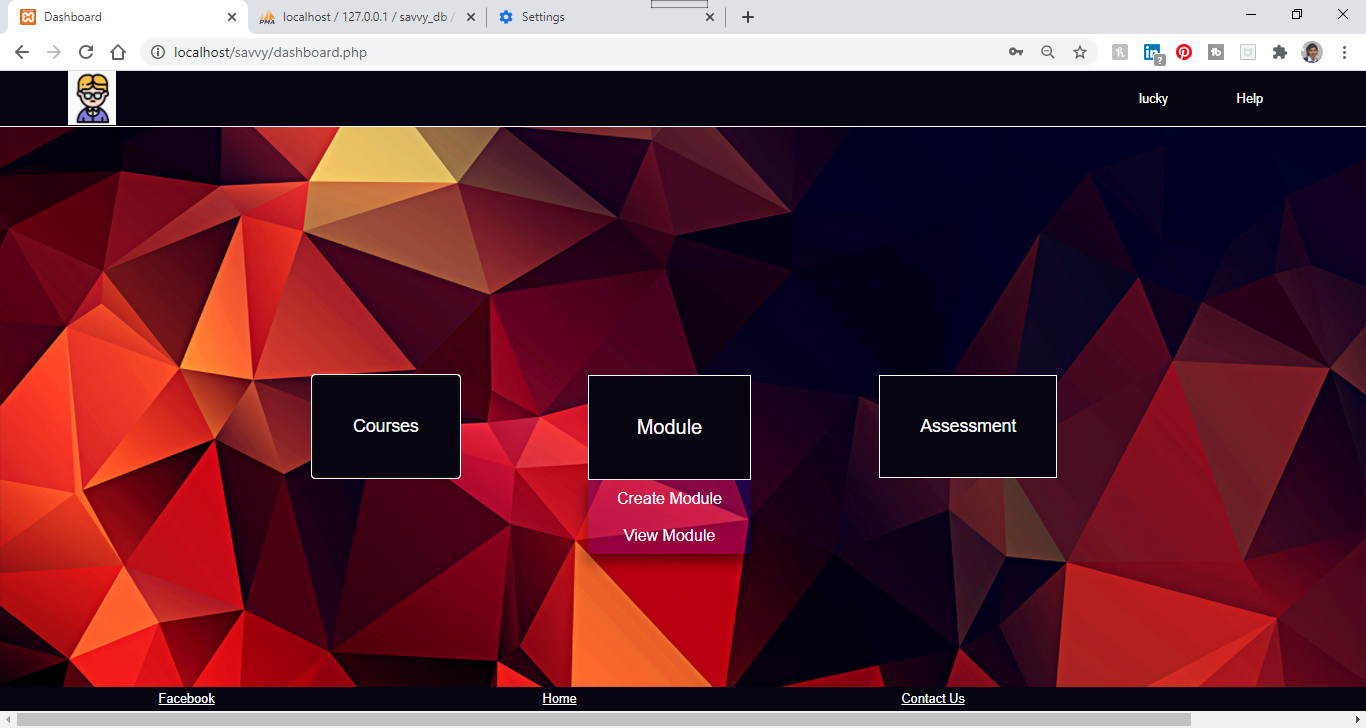 Dashboard
localhost / 127.0.0.1 / savvy_db /
Settings
localhost/savvy/dashboard.php
lucky
Help
Courses
Module
Assessment
Create Module
View Module
Facebook
Home
Contact Us